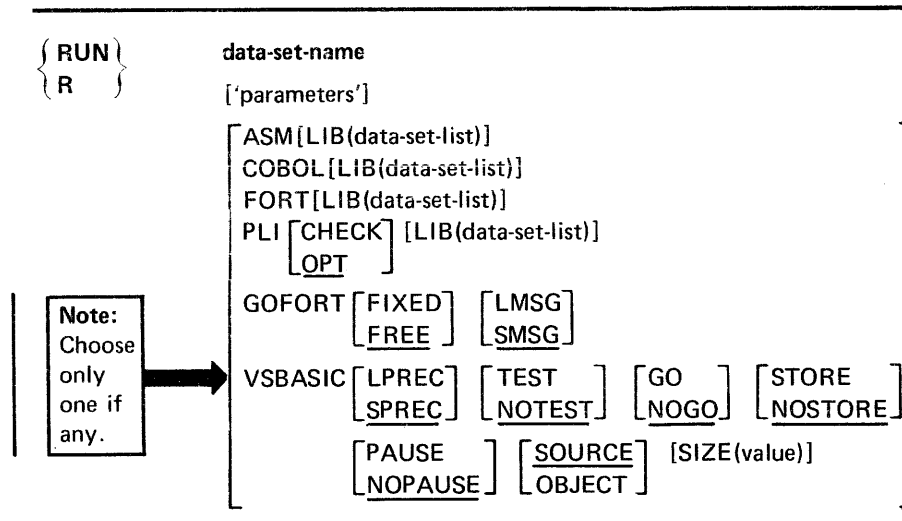 RUN data-set-name
R ['parameters']
ASM[LIB(data-set-list)]
COBOL[LIB(data-set-list)]
FORT[LIB(data-set-list)]
PLI [CHECK] [LIB(data-set-list)]
OPT
GOFORT [FIXED] [LMSG]
FREE SMSG
Note:
Choose
only
one if
any.
VSBASIC [LPREC] [TEST] [GO] [STORE]
SPREC NOTEST NOGO NOSTORE
[PAUSE] [SOURCE] [SIZE(value)]
NOPAUSE OBJECT